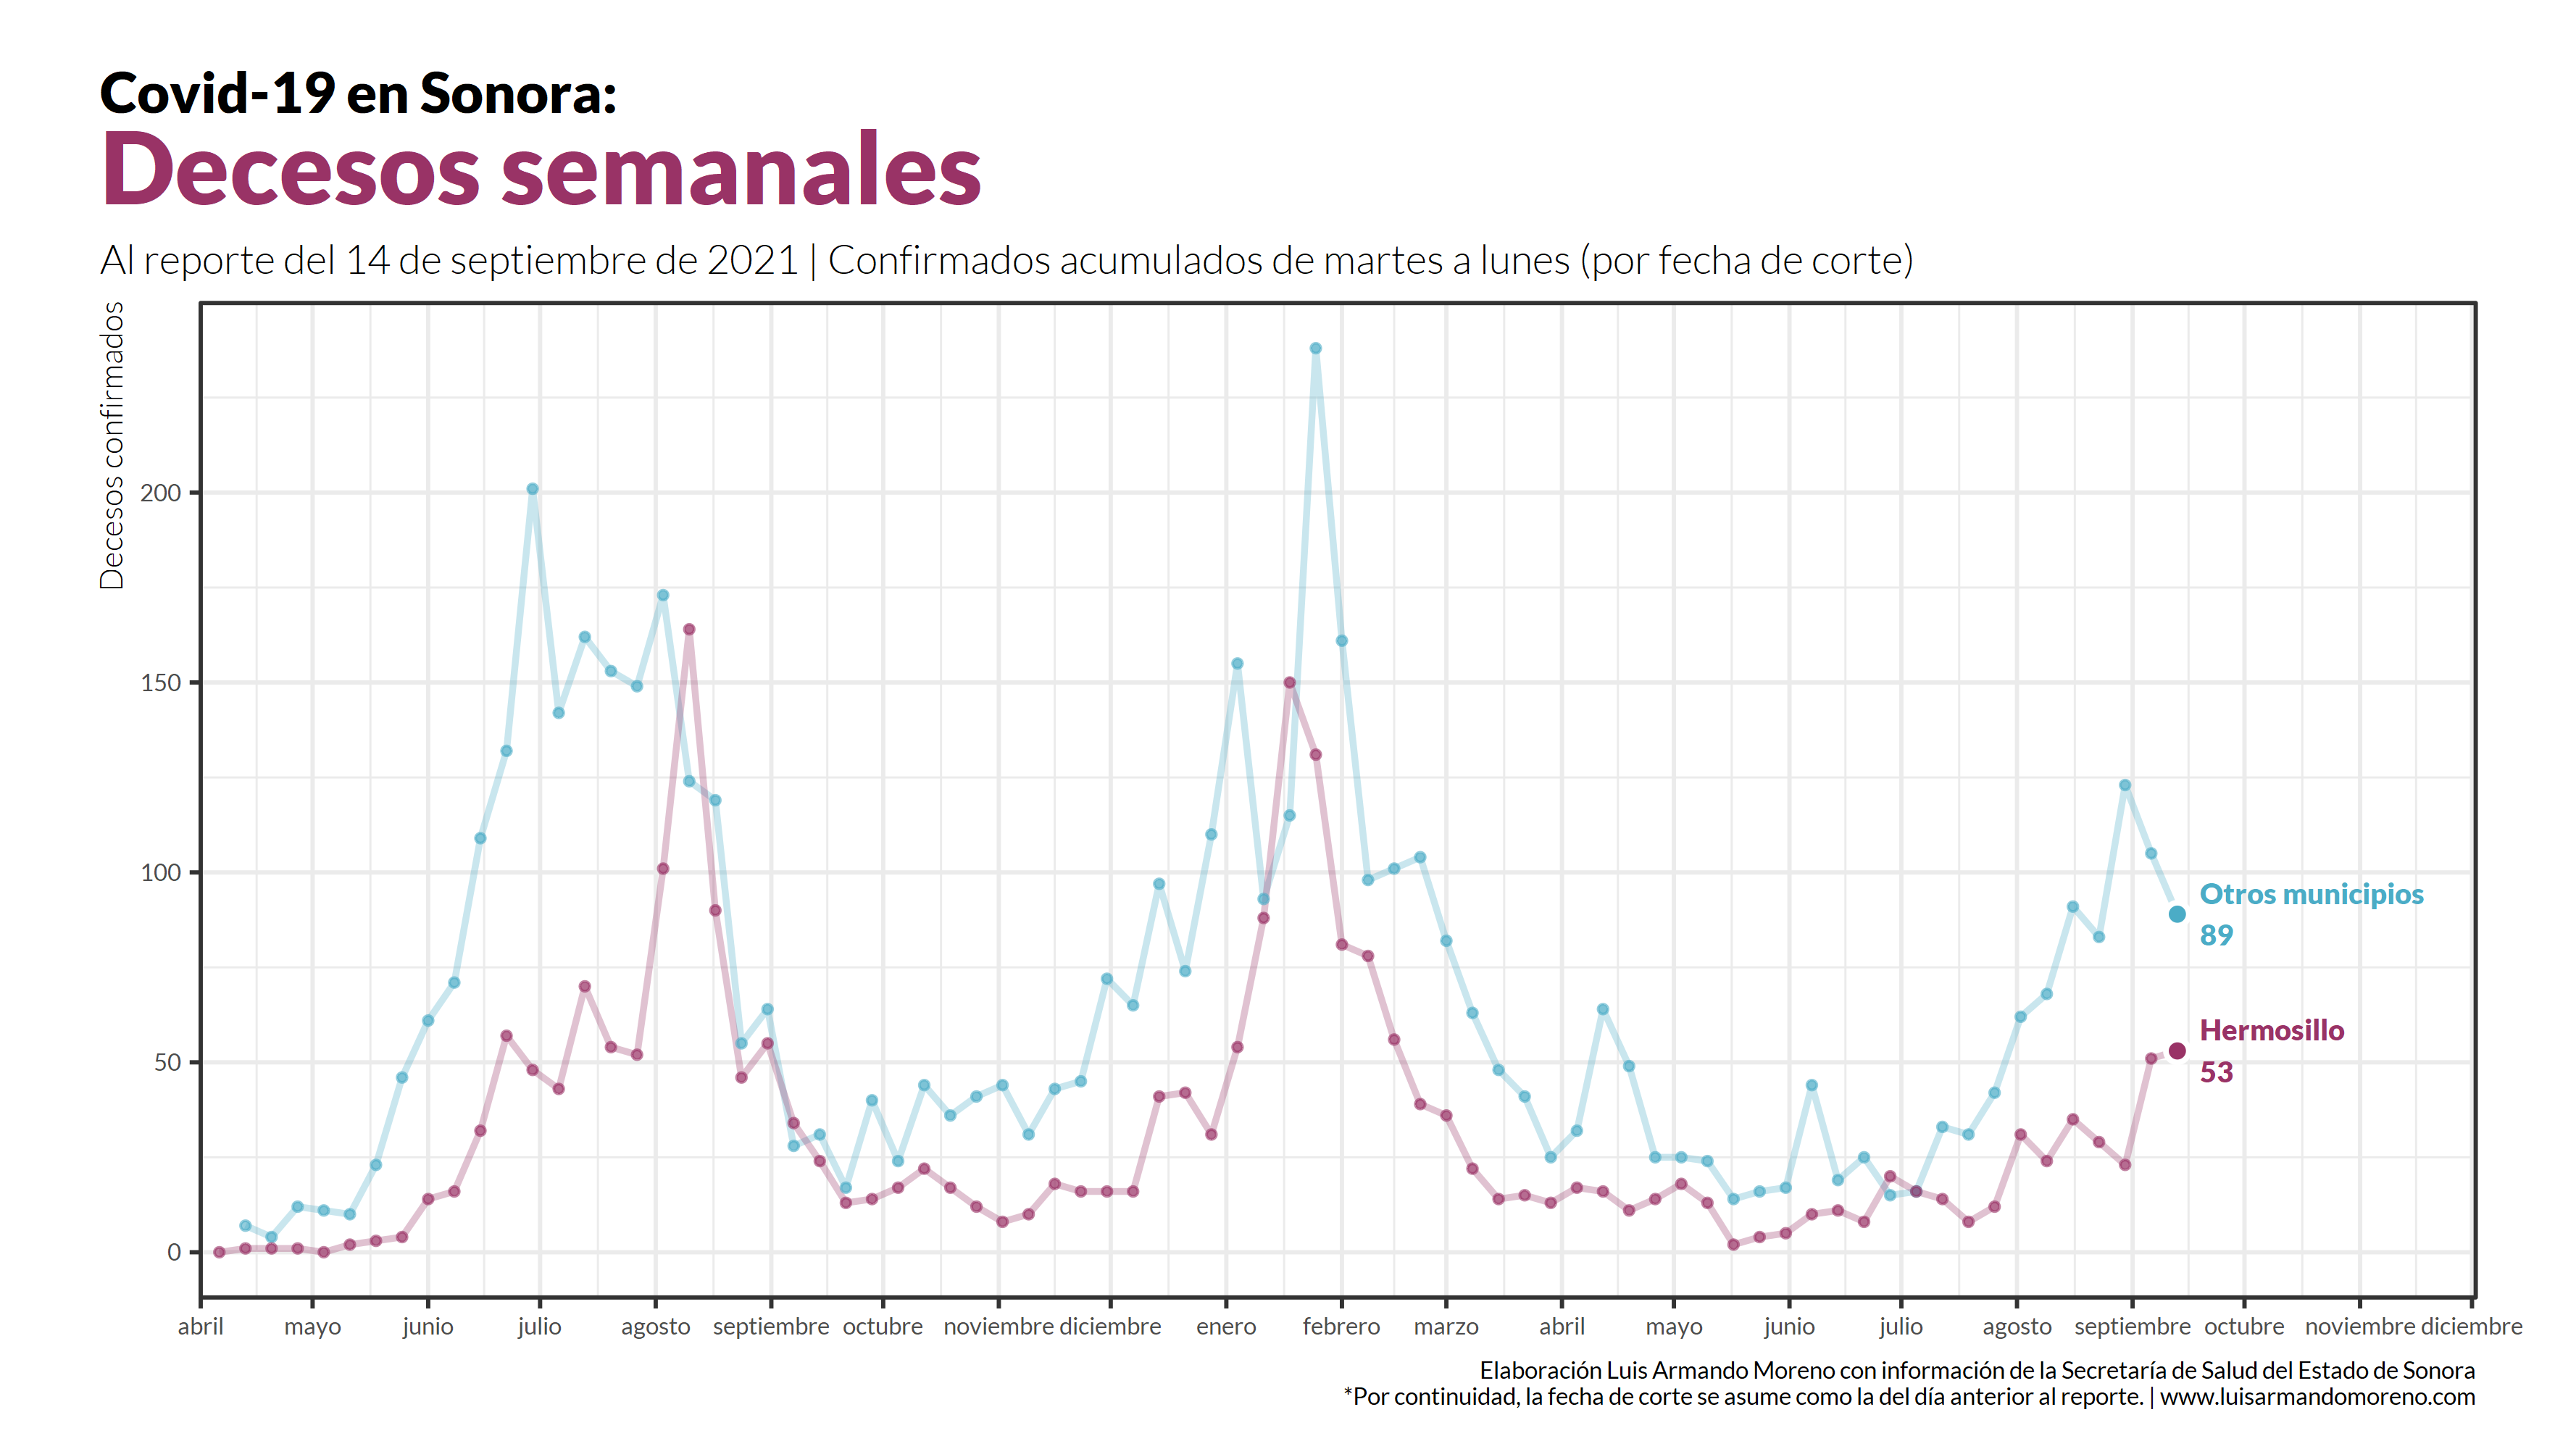 Covid-19 en Sonora:
Decesos semanales
Al reporte del 14 de septiembre de 2021 | Confirmados acumulados de martes a lunes (por fecha de corte)
Decesos confirmados
200
150
100
50
0
Otros municipios
89
Hermosillo
53
abril mayo junio julio agosto septiembre octubre noviembre diciembre enero febrero marzo abril mayo junio julio agosto septiembre octubre noviembre diciembre
Elaboración Luis Armando Moreno con información de la Secretaría de Salud del Estado de Sonora
*Por continuidad, la fecha de corte se asume como la del día anterior al reporte. | www.luisarmandomoreno.com